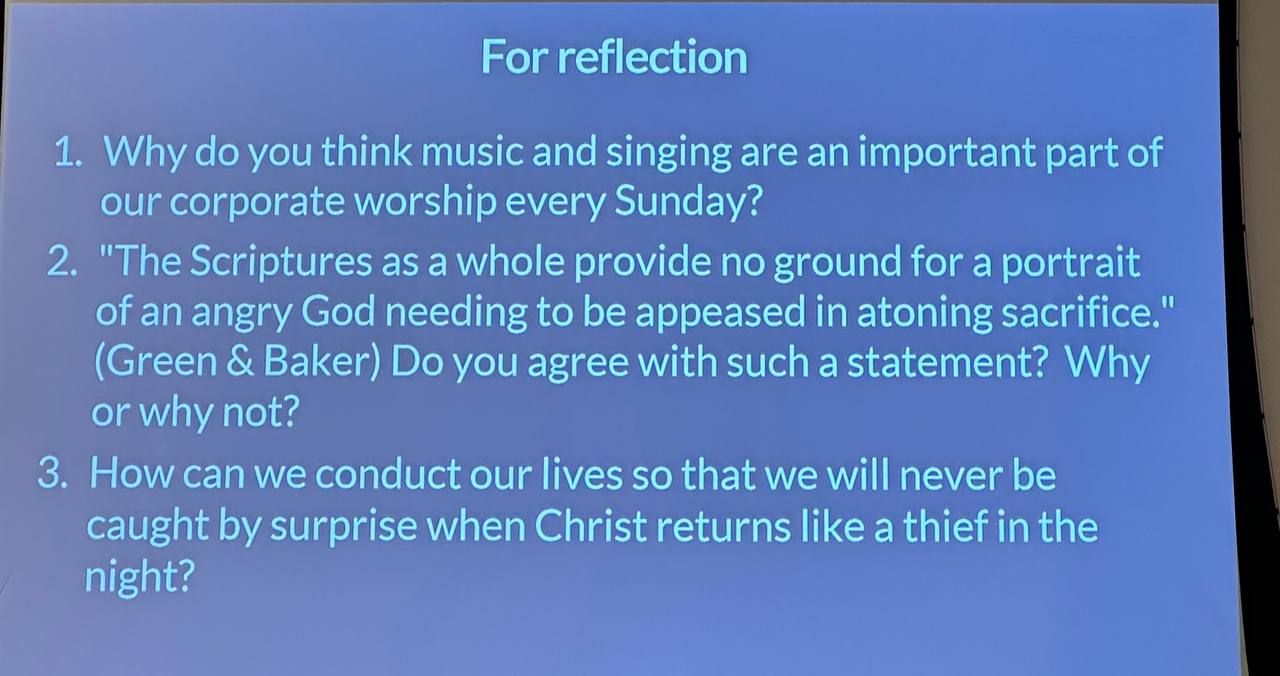 For reflection
1. Why do you think music and singing are an important part of
our corporate worship every Sunday?
2. "The Scriptures as a whole provide no ground for a portrait
of an angry God needing to be appeased in atoning sacrifice."
(Green & Baker) Do you agree with such a statement? Why
or why not?
3. How can we conduct our lives so that we will never be
caught by surprise when Christ returns like a thief in the
night?